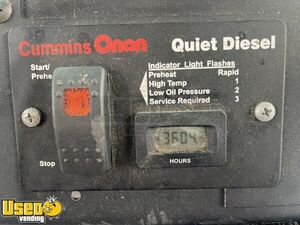 Cummins Onan
Quiet Diesel
Start/
Prehe
Stop
Indicator Light Flashes
Preheat Rapid
High Temp 1
Low Oil Pressure 2
Service Required 3
3604
HOURS
Used
vending